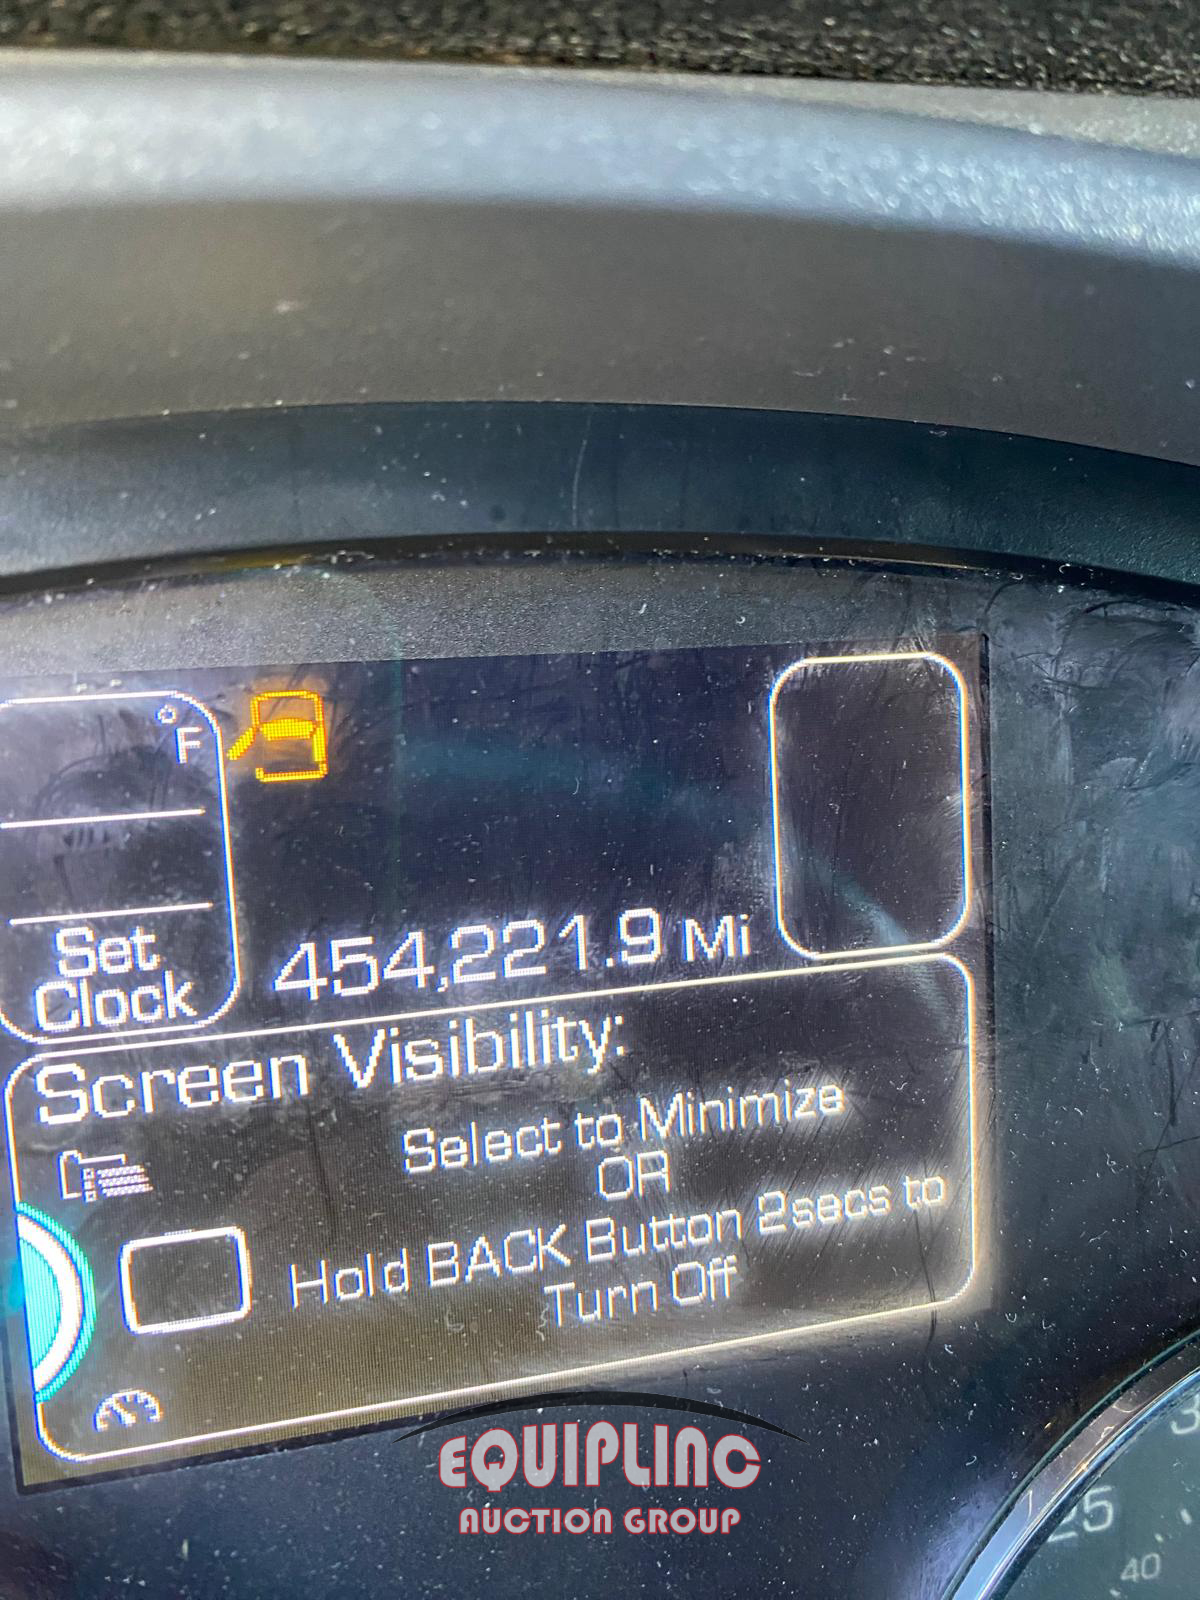 °F
454,221.9 Mi
Set
Clock
Screen Visibility:
Select to Minimize
OR
Hold BACK Button 2secs to
Turn Off
EQUIPLINC
AUCTION GROUP
25
40